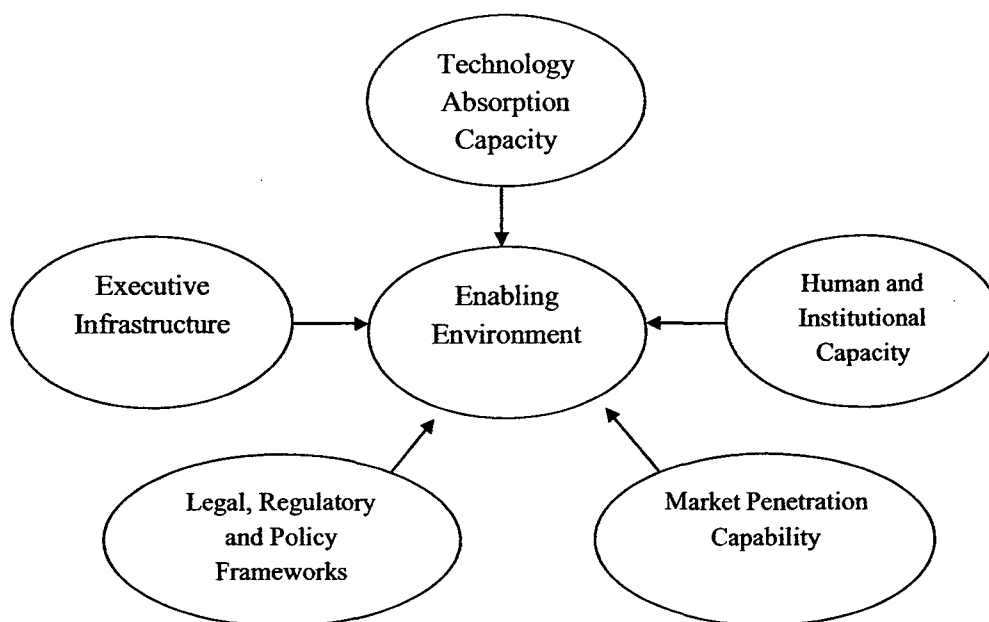 Technology
Absorption
Capacity
Executive
Infrastructure
Enabling
Environment
Human and
Institutional
Capacity
Legal, Regulatory
and Policy
Frameworks
Market Penetration
Capability